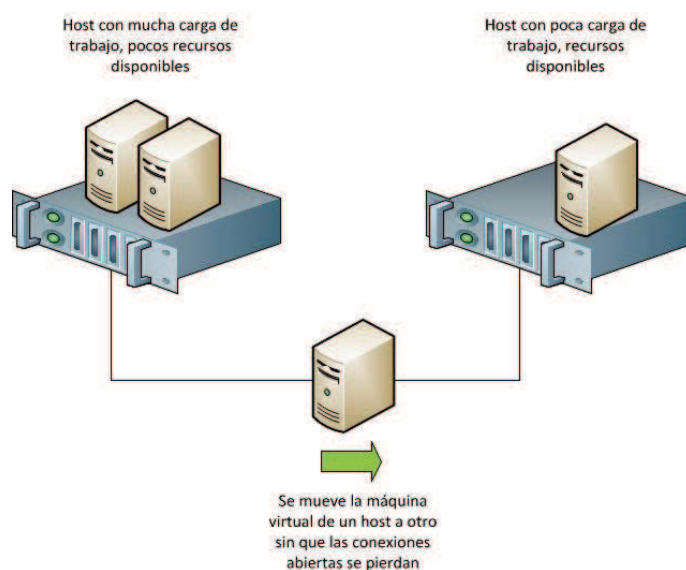 Host con mucha carga de
trabajo, pocos recursos
disponibles
Host con poca carga de
trabajo, recursos
disponibles
Se mueve la máquina
virtual de un host a otro
sin que las conexiones
abiertas se pierdan